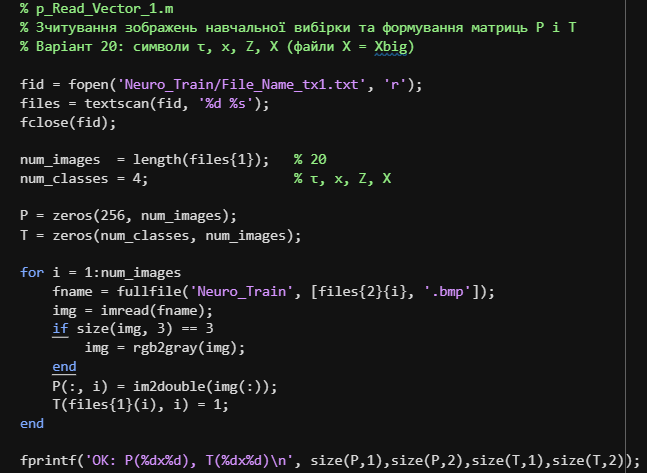 % p_Read_Vector_1.m
% Зчитування зображень навчальної вибірки та формування матриць P і T
% Варіант 20: символи τ, x, Z, X (файли X = Xbig)
fid = fopen('Neuro_Train/File_Name_tx1.txt', 'r');
files = textscan(fid, '%d %s');
fclose(fid);
num_images  = length(files{1});   % 20
num_classes = 4;                  % τ, x, Z, X
P = zeros(256, num_images);
T = zeros(num_classes, num_images);
for i = 1:num_images
    fname = fullfile('Neuro_Train', [files{2}{i}, '.bmp']);
    img = imread(fname);
    if size(img, 3) == 3
        img = rgb2gray(img);
    end
    P(:, i) = im2double(img(:));
    T(files{1}(i), i) = 1;
end
fprintf('OK: P(%dx%d), T(%dx%d)\n', size(P,1),size(P,2),size(T,1),size(T,2));